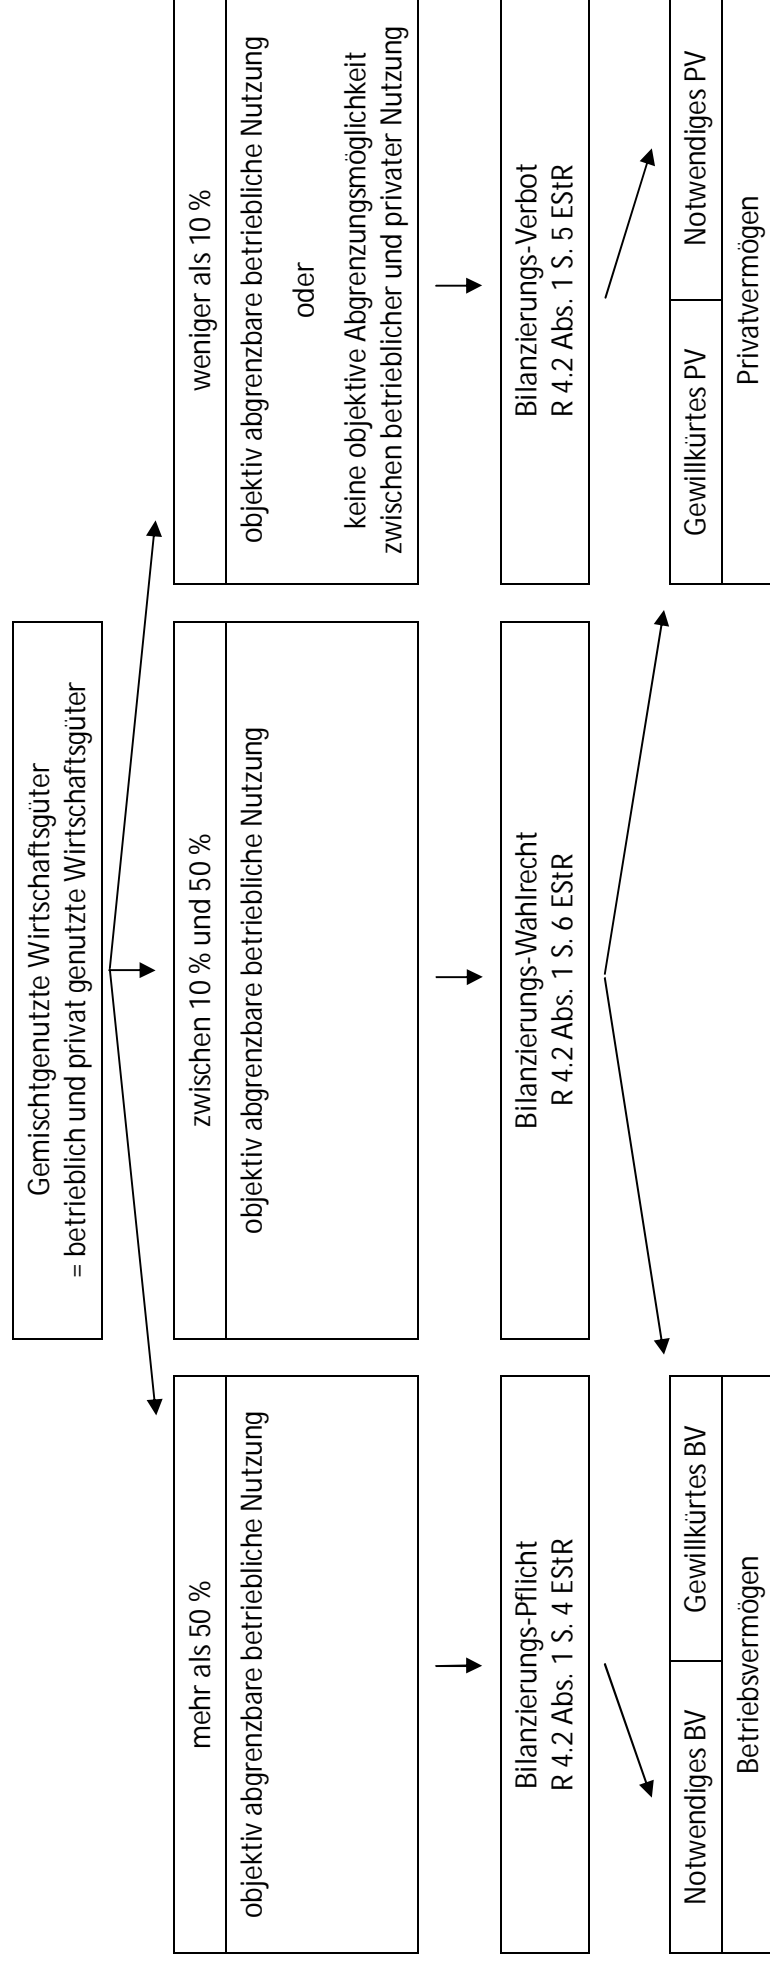 Gemischtgenutzte Wirtschaftsgüter
= betrieblich und privat genutzte Wirtschaftsgüter
mehr als 50 %
objektiv abgrenzbare betriebliche Nutzung
zwischen 10 % und 50 %
objektiv abgrenzbare betriebliche Nutzung
weniger als 10 %
objektiv abgrenzbare betriebliche Nutzung
oder
keine objektive Abgrenzungsmöglichkeit
zwischen betrieblicher und privater Nutzung
Bilanzierungs-Pflicht
R 4.2 Abs. 1 S. 4 EStR
Bilanzierungs-Wahlrecht
R 4.2 Abs. 1 S. 6 EStR
Bilanzierungs-Verbot
R 4.2 Abs. 1 S. 5 EStR
Notwendiges BV
Gewillkürtes BV
Betriebsvermögen
Gewillkürtes PV
Notwendiges PV
Privatvermögen